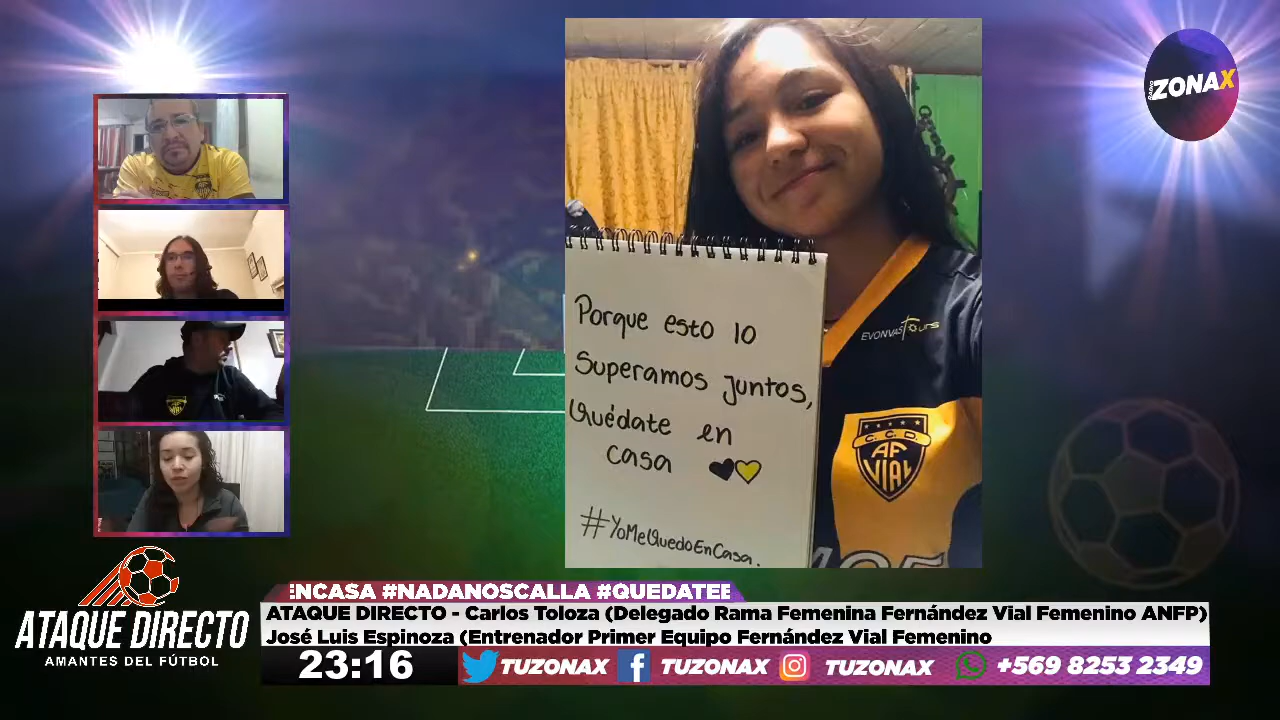 RADIO
ZONAX
Porque esto lo
Superamos juntos,
Quédate en
casa
#YoMeQuedoEnCasa.
EVONVAS TOURS
C.C.D.
A.F.
VIAL
ATAQUE DIRECTO
AMANTES DEL FÚTBOL
ENCASA #NADANOSCALLA #QUEDATEE
ATAQUE DIRECTO - Carlos Toloza (Delegado Rama Femenina Fernández Vial Femenino ANFP)
José Luis Espinoza (Entrenador Primer Equipo Fernández Vial Femenino
23:16 TUZONAX TUZONAX TUZONAX +569 8253 2349